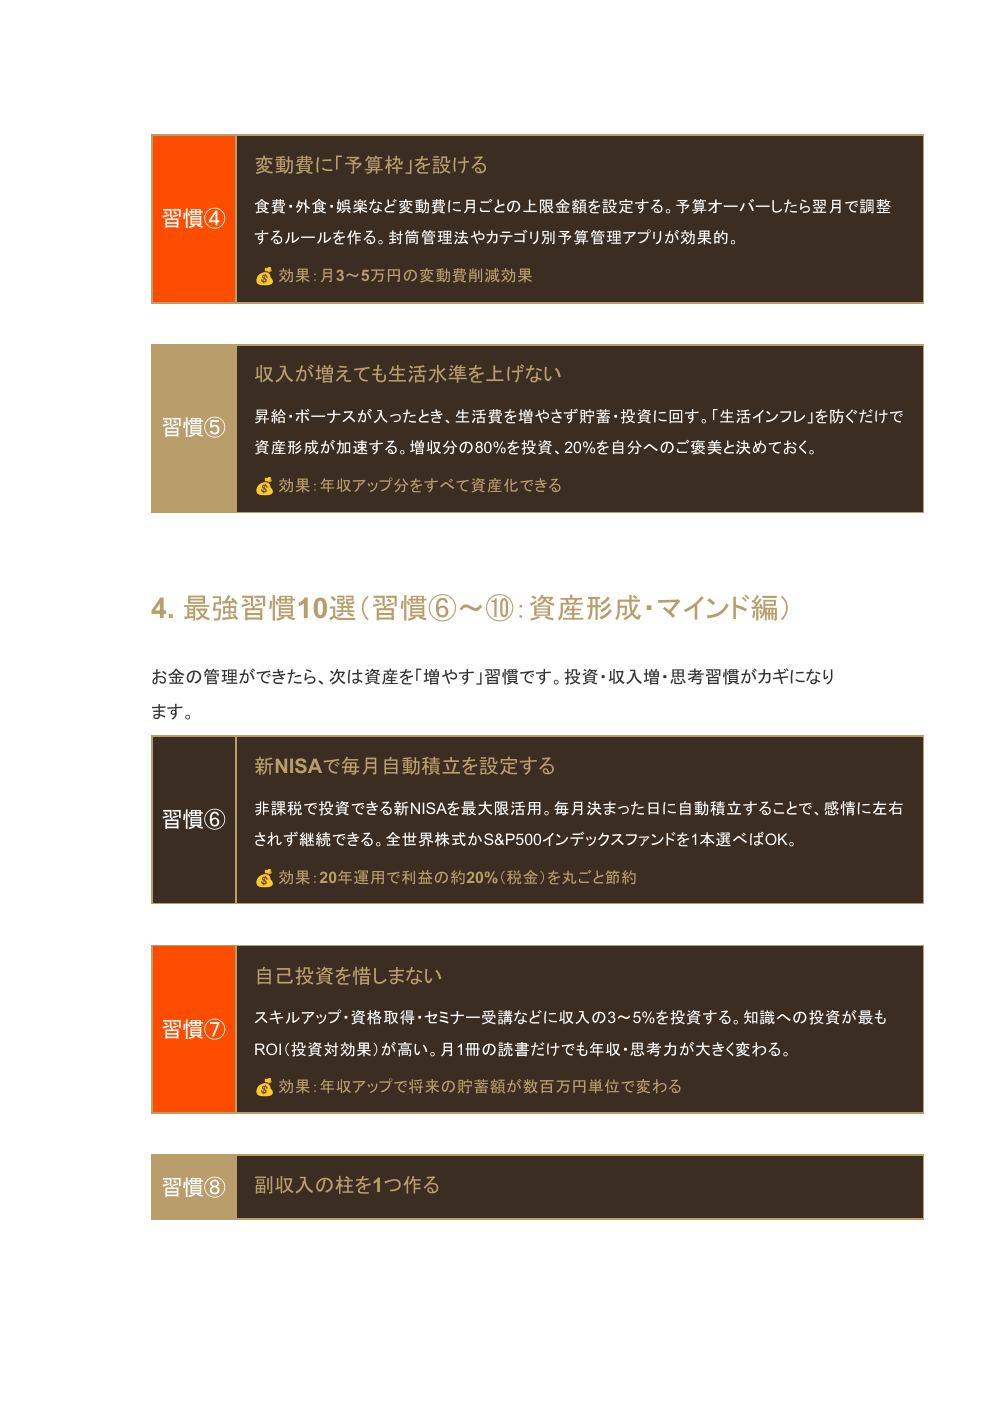 習慣④
変動費に「予算枠」を設ける
食費・外食・娯楽など変動費に月ごとの上限金額を設定する。予算オーバーしたら翌月で調整
するルールを作る。封筒管理法やカテゴリ別予算管理アプリが効果的。
💰 効果：月3〜5万円の変動費削減効果
習慣⑤
収入が増えても生活水準を上げない
昇給・ボーナスが入ったとき、生活費を増やさず貯蓄・投資に回す。「生活インフレ」を防ぐだけで
資産形成が加速する。増収分の80%を投資、20%を自分へのご褒美と決めておく。
💰 効果：年収アップ分をすべて資産化できる
4. 最強習慣10選（習慣⑥〜⑩：資産形成・マインド編）
お金の管理ができたら、次は資産を「増やす」習慣です。投資・収入増・思考習慣がカギになり
ます。
習慣⑥
新NISAで毎月自動積立を設定する
非課税で投資できる新NISAを最大限活用。毎月決まった日に自動積立することで、感情に左右
されず継続できる。全世界株式かS&P500インデックスファンドを1本選べばOK。
💰 効果：20年運用で利益の約20%（税金）を丸ごと節約
習慣⑦
自己投資を惜しまない
スキルアップ・資格取得・セミナー受講などに収入の3〜5%を投資する。知識への投資が最も
ROI（投資対効果）が高い。月1冊の読書だけでも年収・思考力が大きく変わる。
💰 効果：年収アップで将来の貯蓄額が数百万円単位で変わる
習慣⑧
副収入の柱を1つ作る